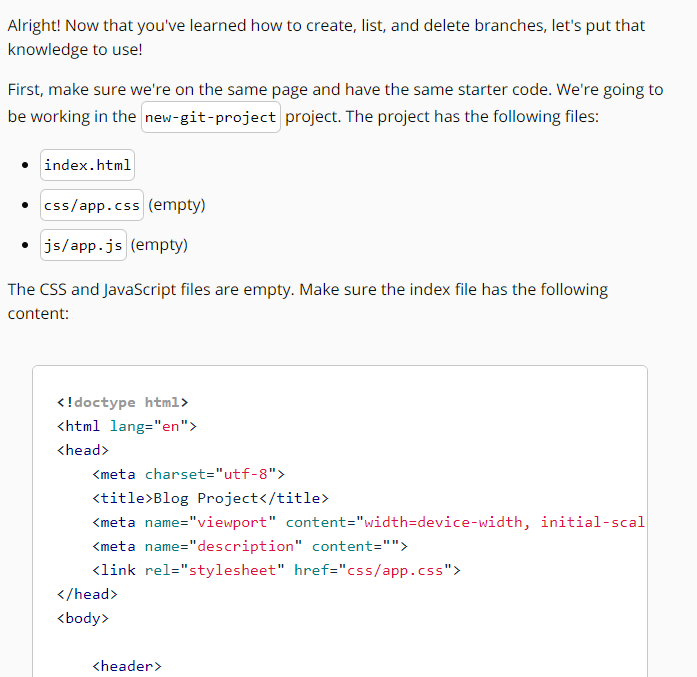 Alright! Now that you've learned how to create, list, and delete branches, let's put that
knowledge to use!
First, make sure we're on the same page and have the same starter code. We're going to
be working in the new-git-project project. The project has the following files:
index.html
css/app.css (empty)
js/app.js (empty)
The CSS and JavaScript files are empty. Make sure the index file has the following
content:
<!doctype html>
<html lang="en">
<head>
    <meta charset="utf-8">
    <title>Blog Project</title>
    <meta name="viewport" content="width=device-width, initial-scal
    <meta name="description" content="">
    <link rel="stylesheet" href="css/app.css">
</head>
<body>
    <header>